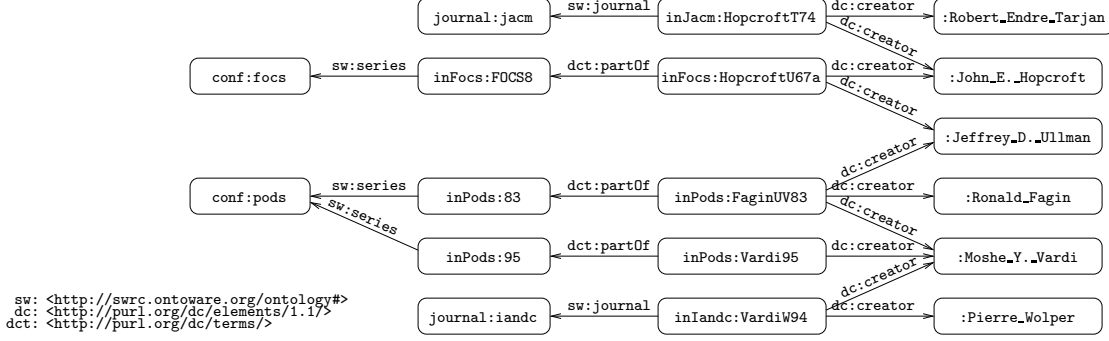 journal:jacm sw:journal inJacm:HopcroftT74 dc:creator :Robert_Endre_Tarjan
dc:creator
conf:focs sw:series inFocs:FOCS8 dct:partOf inFocs:HopcroftU67a dc:creator :John_E._Hopcroft
dc:creator
:Jeffrey_D._Ullman
dc:creator
conf:pods sw:series inPods:83 dct:partOf inPods:FaginUV83 dc:creator :Ronald_Fagin
sw:series dc:creator
inPods:95 dct:partOf inPods:Vardi95 dc:creator :Moshe_Y._Vardi
dc:creator
journal:iandc sw:journal inIandc:VardiW94 dc:creator :Pierre_Wolper
sw: <http://swrc.ontoware.org/ontology#>
dc: <http://purl.org/dc/elements/1.1/>
dct: <http://purl.org/dc/terms/>